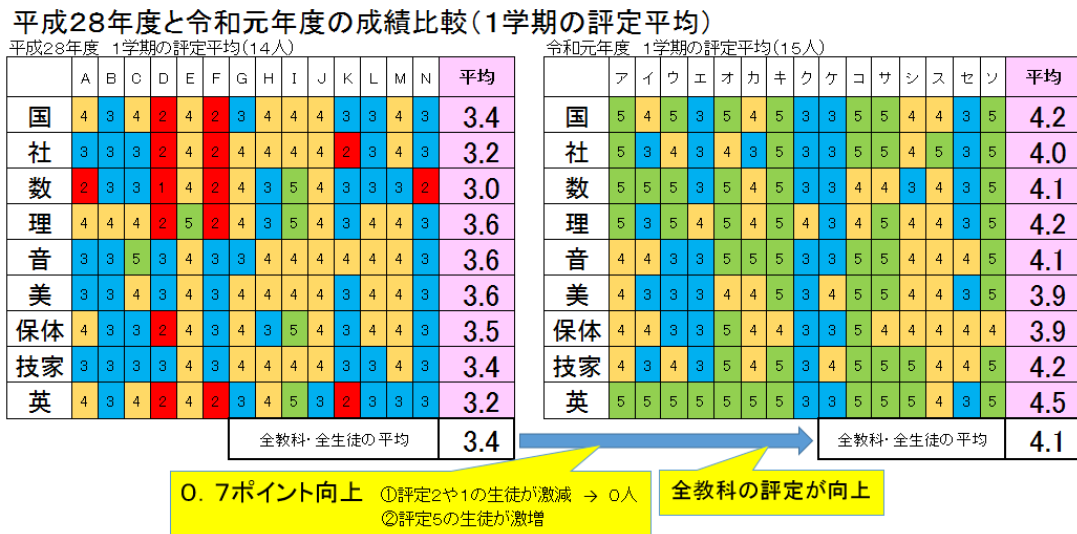 平成28年度と令和元年度の成績比較(1学期の評定平均)
平成28年度 1学期の評定平均(14人)
A B C D E F G H I J K L M N 平均
国 4 3 4 2 4 2 3 4 4 4 3 3 4 3 3.4
社 3 3 3 2 4 2 4 4 4 4 2 3 4 3 3.2
数 2 3 3 1 4 2 4 3 5 4 3 3 3 2 3.0
理 4 4 4 2 5 2 4 3 5 4 3 4 4 3 3.6
音 3 3 5 3 4 3 3 4 4 4 4 4 4 3 3.6
美 3 3 4 3 4 3 4 4 4 4 3 4 4 3 3.6
保体 4 3 3 2 4 3 4 3 5 4 3 4 4 3 3.5
技家 3 3 3 3 4 3 4 4 4 4 3 3 4 3 3.4
英 4 3 4 2 4 2 3 4 5 3 2 3 3 3 3.2
全教科・全生徒の平均 3.4
令和元年度 1学期の評定平均(15人)
ア イ ウ エ オ カ キ ク ケ コ サ シ ス セ ソ 平均
国 5 4 5 3 5 4 5 3 3 5 5 4 4 3 5 4.2
社 5 3 4 3 4 3 5 3 3 5 5 4 5 3 5 4.0
数 5 5 5 3 5 4 5 3 3 4 4 3 4 3 5 4.1
理 5 3 5 4 5 4 5 4 3 4 5 4 4 3 5 4.2
音 4 4 3 3 5 5 5 3 3 5 5 4 4 4 5 4.1
美 4 3 3 3 4 4 5 3 4 5 5 4 4 3 5 3.9
保体 4 4 3 3 5 4 4 3 3 5 4 4 4 4 4 3.9
技家 4 3 4 3 5 4 5 3 4 5 5 5 4 4 5 4.2
英 5 5 5 5 5 5 5 3 3 5 5 5 4 3 5 4.5
全教科・全生徒の平均 4.1
0.7ポイント向上 ①評定2や1の生徒が激減 → 0人
②評定5の生徒が激増
全教科の評定が向上